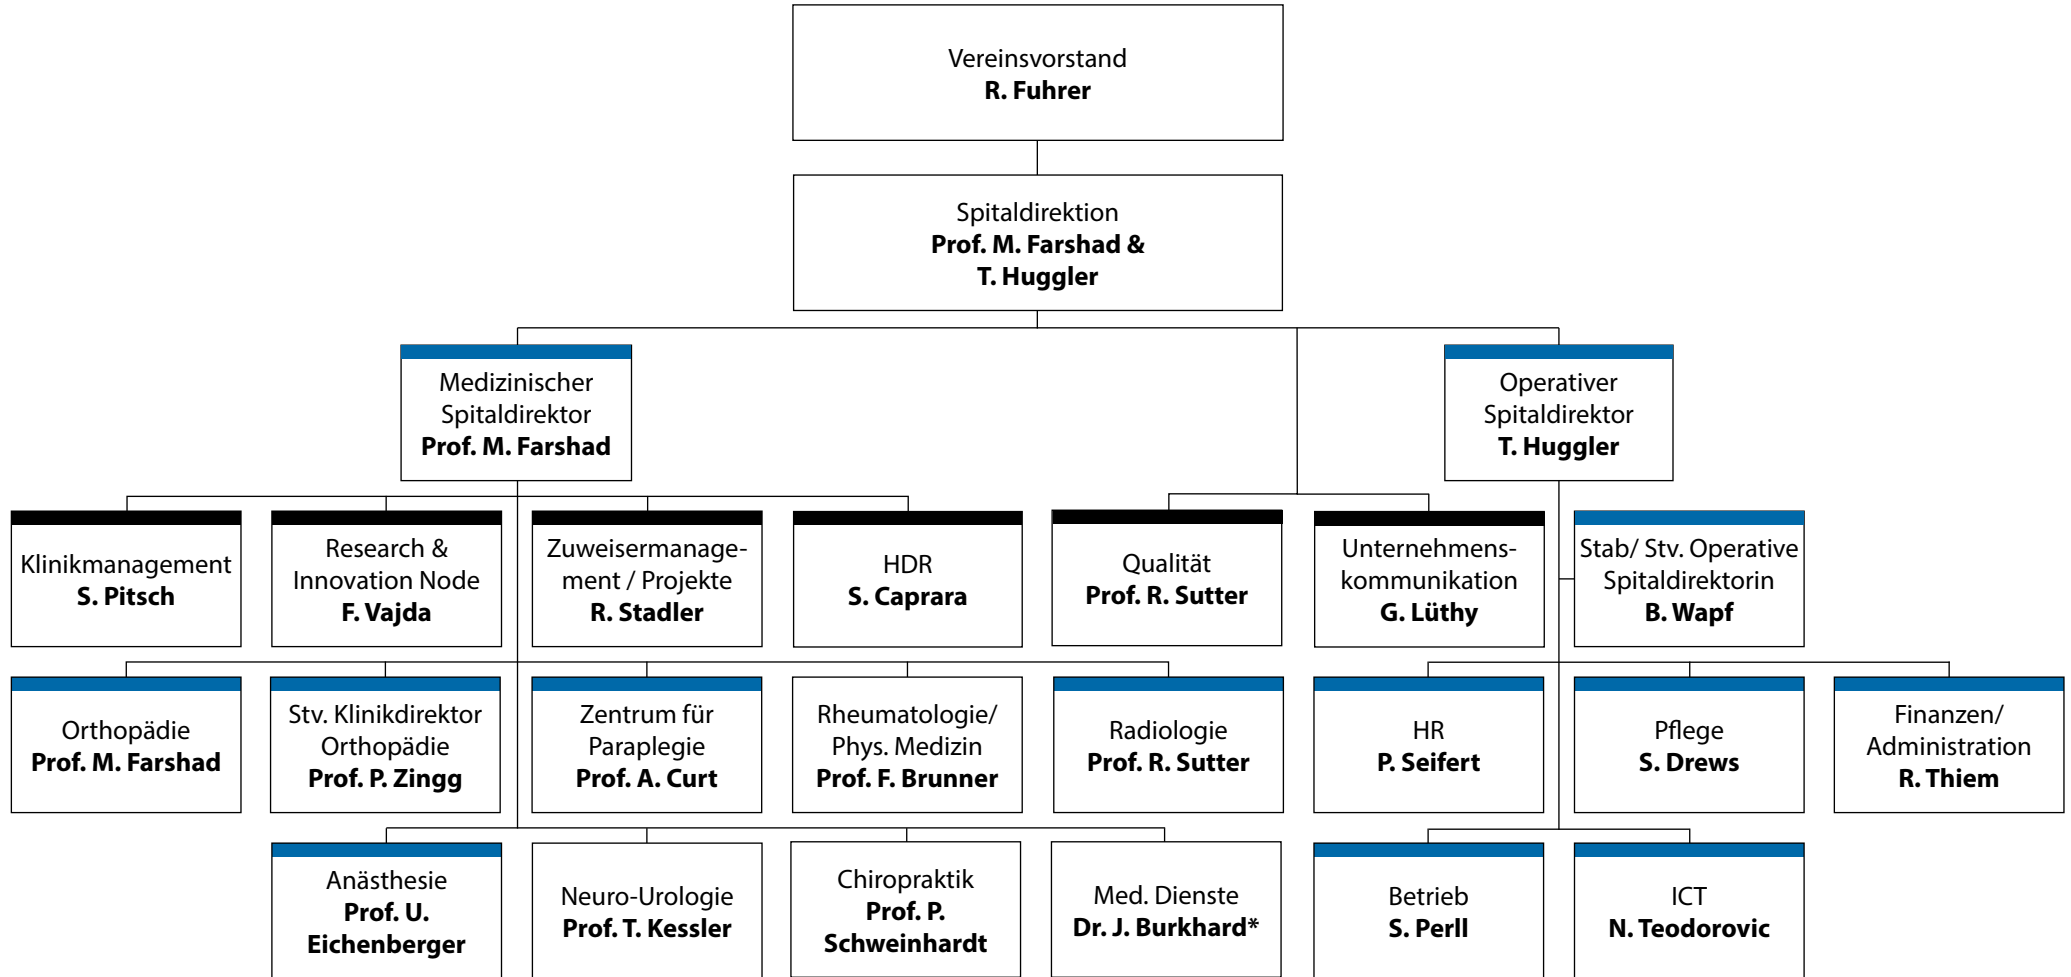 Vereinsvorstand
R. Fuhrer
Spitaldirektion
Prof. M. Farshad &
T. Huggler
Medizinischer
Spitaldirektor
Prof. M. Farshad
Operativer
Spitaldirektor
T. Huggler
Klinikmanagement
S. Pitsch
Research &
Innovation Node
F. Vajda
Zuweisermanage-
ment / Projekte
R. Stadler
HDR
S. Caprara
Qualität
Prof. R. Sutter
Unternehmens-
kommunikation
G. Lüthy
Stab/ Stv. Operative
Spitaldirektorin
B. Wapf
Orthopädie
Prof. M. Farshad
Stv. Klinikdirektor
Orthopädie
Prof. P. Zingg
Zentrum für
Paraplegie
Prof. A. Curt
Rheumatologie/
Phys. Medizin
Prof. F. Brunner
Radiologie
Prof. R. Sutter
HR
P. Seifert
Pflege
S. Drews
Finanzen/
Administration
R. Thiem
Anästhesie
Prof. U.
Eichenberger
Neuro-Urologie
Prof. T. Kessler
Chiropraktik
Prof. P.
Schweinhardt
Med. Dienste
Dr. J. Burkhard*
Betrieb
S. Perll
ICT
N. Teodorovic